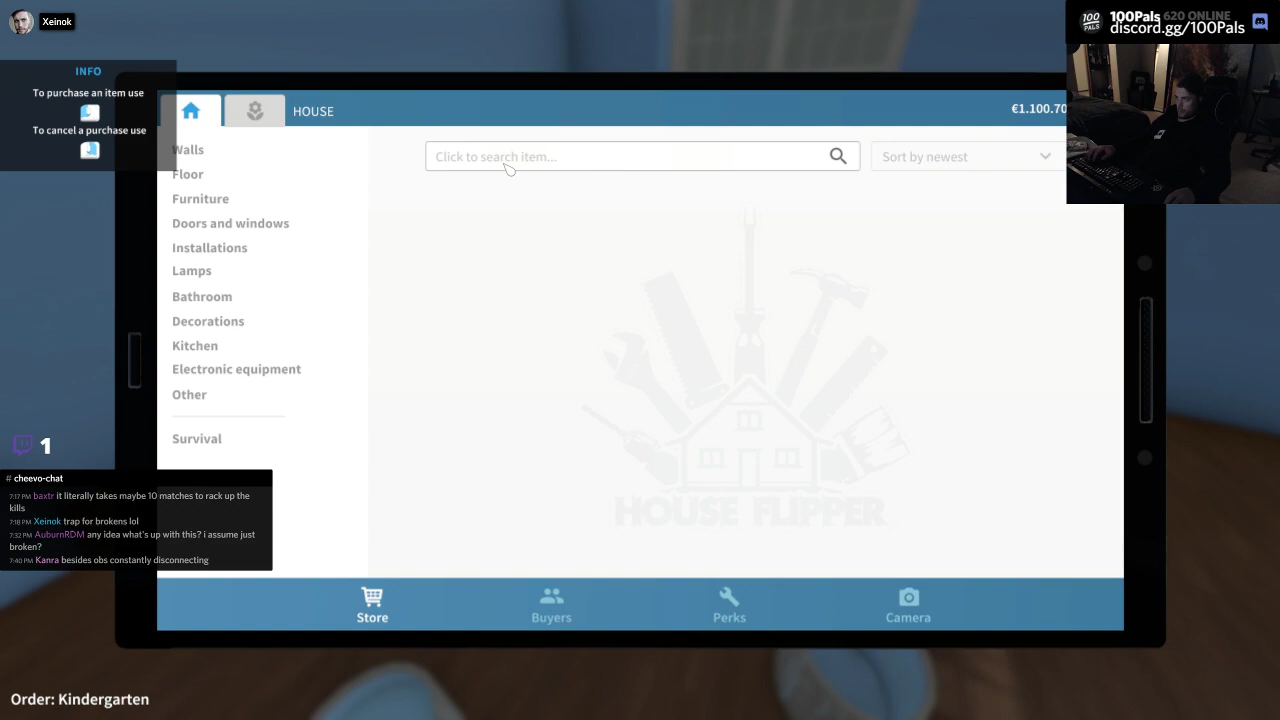 Xeinok
100Pals 620 ONLINE
100 PALS
discord.gg/100Pals
INFO
To purchase an item use
To cancel a purchase use
HOUSE
€1.100.70
Click to search item...
Sort by newest
Walls
Floor
Furniture
Doors and windows
Installations
Lamps
Bathroom
Decorations
Kitchen
Electronic equipment
Other
Survival
HOUSE FLIPPER
1
# cheevo-chat
7:17 PM baxtr it literally takes maybe 10 matches to rack up the
kills
7:18 PM Xeinok trap for brokens lol
7:32 PM AuburnRDM any idea what's up with this? i assume just
broken?
7:40 PM Kanra besides obs constantly disconnecting
Store
Buyers
Perks
Camera
Order: Kindergarten